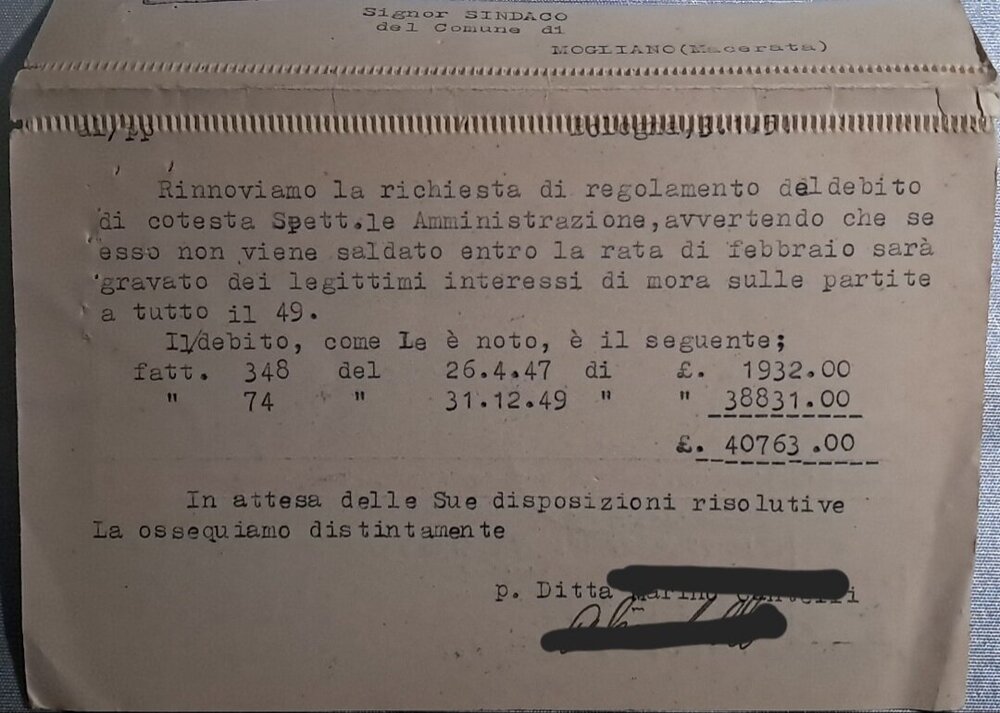 Signor SINDACO
del Comune di
MOGLIANO(Macerata)
Rinnoviamo la richiesta di regolamento deldebito
di cotesta Spett.le Amministrazione,avvertendo che se
esso non viene saldato entro la rata di febbraio sarà
gravato dei legittimi interessi di mora sulle partite
a tutto il 49.
Il/debito, come Le è noto, è il seguente;
fatt. 348 del 26.4.47 di £. 1932.00
" 74 " 31.12.49 " " 38831.00
£. 40763.00
In attesa delle Sue disposizioni risolutive
La ossequiamo distintamente
p. Ditta